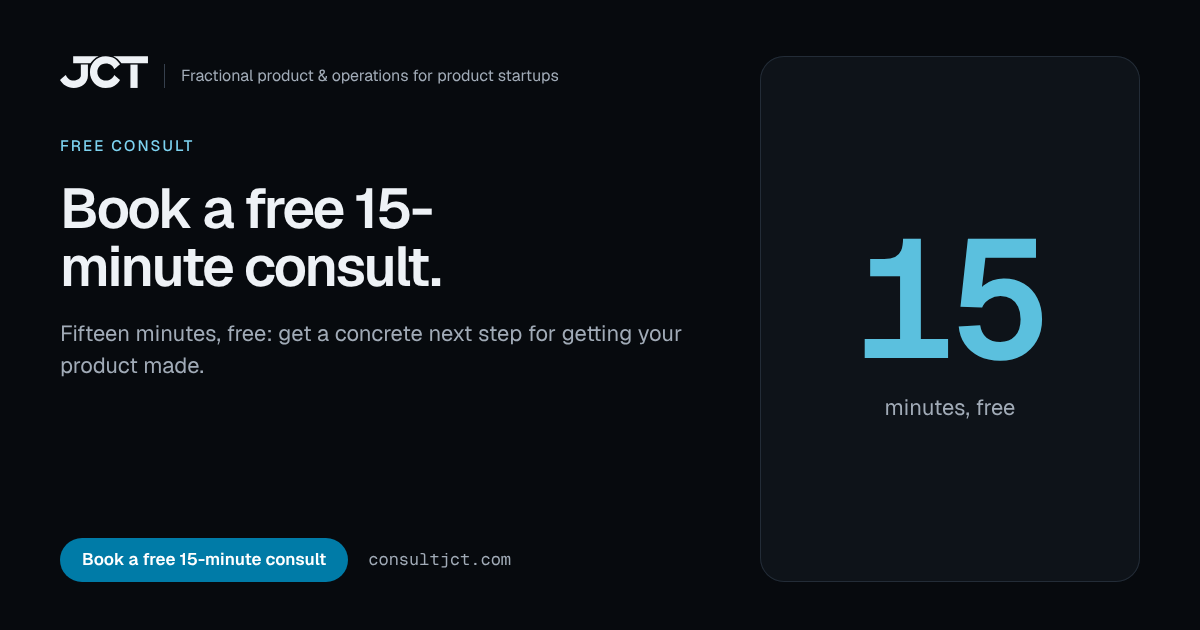 JCT
Fractional product & operations for product startups
FREE CONSULT
Book a free 15-
minute consult.
Fifteen minutes, free: get a concrete next step for getting your
product made.
Book a free 15-minute consult
consultjct.com
15
minutes, free